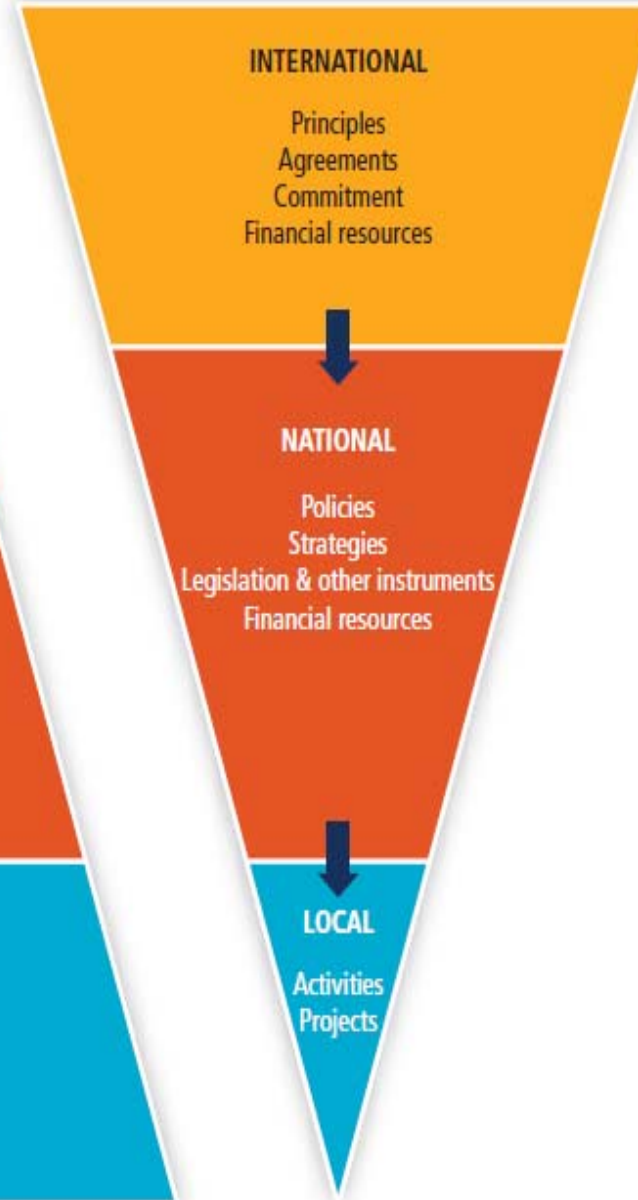 INTERNATIONAL
Principles
Agreements
Commitment
Financial resources
NATIONAL
Policies
Strategies
Legislation & other instruments
Financial resources
LOCAL
Activities
Projects